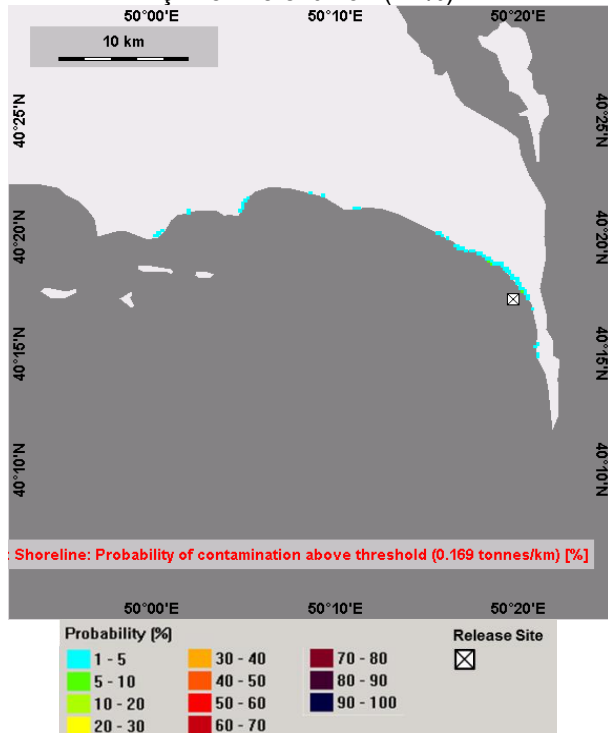 50°00'E 50°10'E 50°20'E
10 km
40°25'N 40°25'N
40°20'N 40°20'N
40°15'N 40°15'N
40°10'N 40°10'N
: Shoreline: Probability of contamination above threshold (0.169 tonnes/km) [%]
50°00'E 50°10'E 50°20'E
Probability (%) Release Site
1 - 5 30 - 40 70 - 80
5 - 10 40 - 50 80 - 90
10 - 20 50 - 60 90 - 100
20 - 30 60 - 70